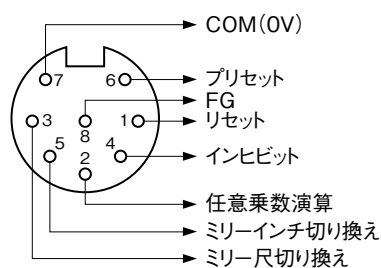 COM(0V)
7
6
プリセット
FG
3
8
1
リセット
5
4
インヒビット
2
任意乗数演算
ミリーインチ切り換え
ミリー尺切り換え